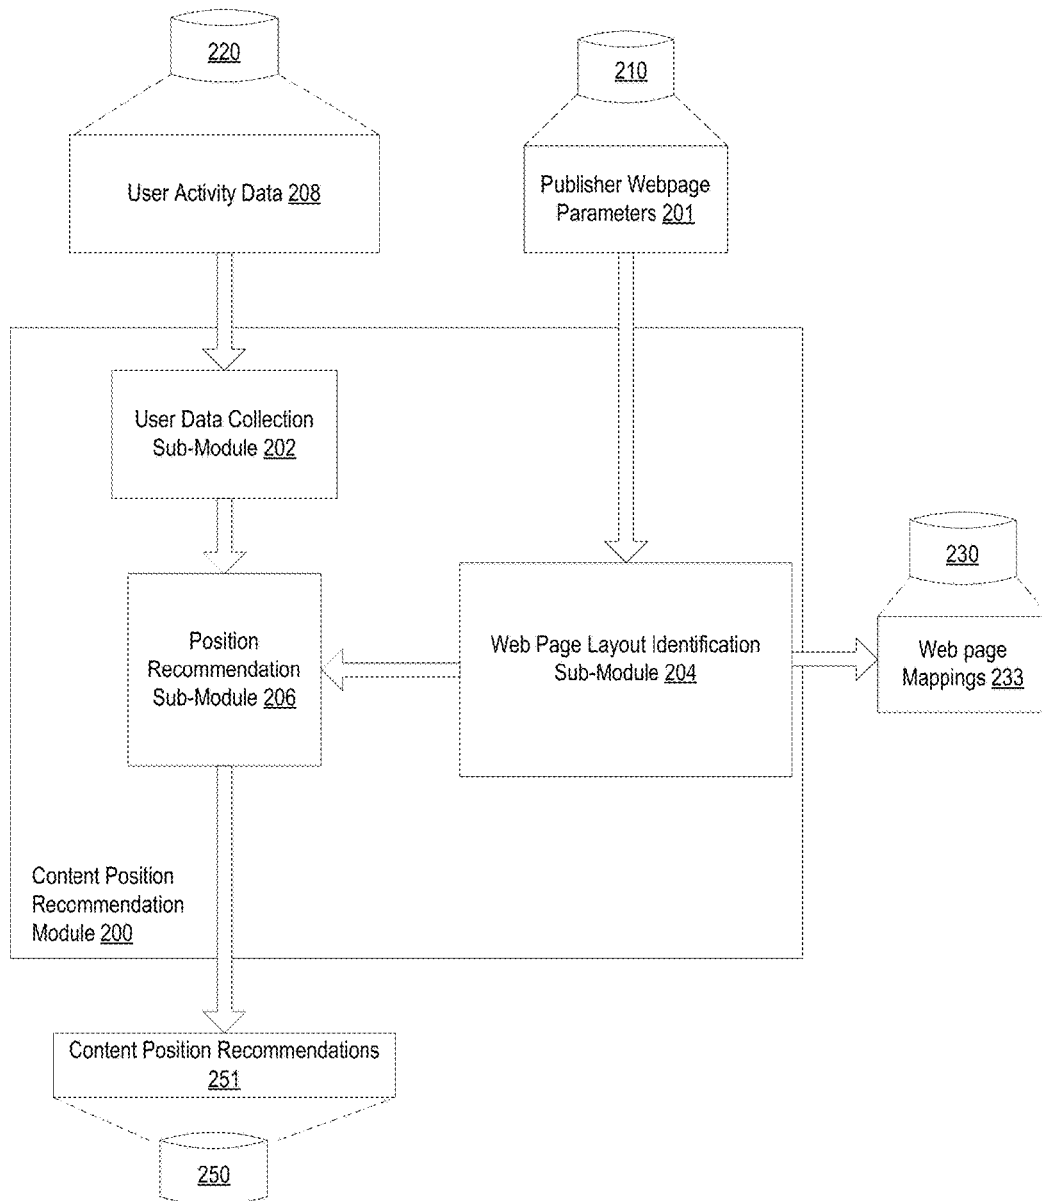 220
210
User Activity Data 208
Publisher Webpage
Parameters 201
User Data Collection
Sub-Module 202
Position
Recommendation
Sub-Module 206
Web Page Layout Identification
Sub-Module 204
230
Web page
Mappings 233
Content Position
Recommendation
Module 200
Content Position Recommendations
251
250